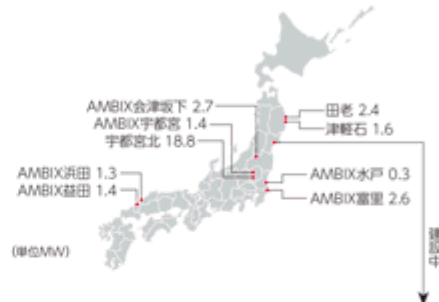 AMBIX会津坂下 2.7
AMBIX宇都宮 1.4
宇都宮北 18.8
AMBIX浜田 1.3
AMBIX益田 1.4
田老 2.4
津軽石 1.6
AMBIX水戸 0.3
AMBIX富里 2.6
(単位MW)
建設中